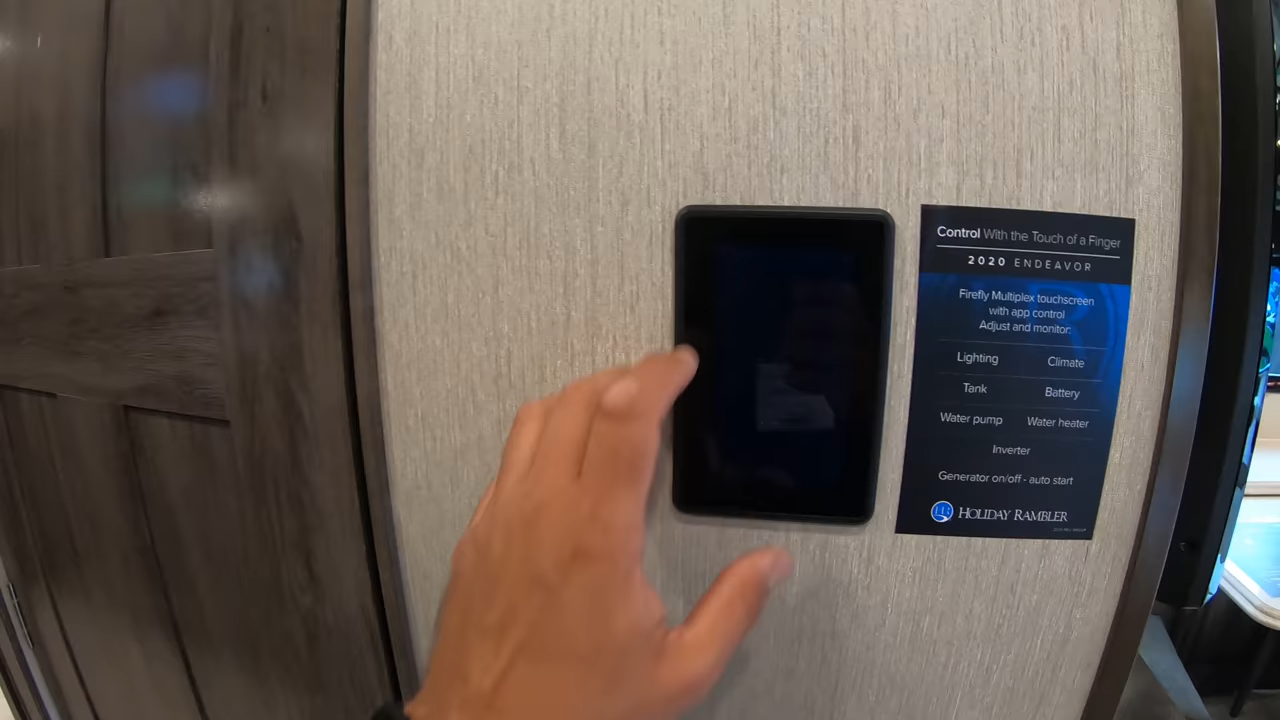 Control With the Touch of a Finger
2020 ENDEAVOR
Firefly Multiplex touchscreen
with app control
Adjust and monitor:
Lighting Climate
Tank Battery
Water pump Water heater
Inverter
Generator on/off - auto start
HOLIDAY RAMBLER